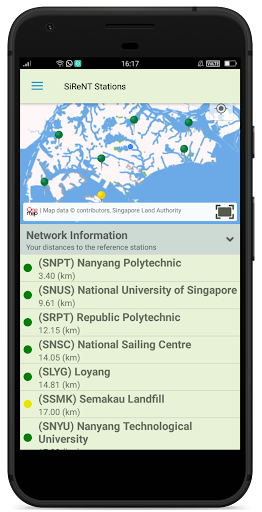 16:17
VoLTE
SiReNT Stations
One map | Map data © contributors, Singapore Land Authority
Network Information
Your distances to the reference stations
(SNPT) Nanyang Polytechnic
3.40 (km)
(SNUS) National University of Singapore
9.61 (km)
(SRPT) Republic Polytechnic
12.15 (km)
(SNSC) National Sailing Centre
14.05 (km)
(SLYG) Loyang
14.81 (km)
(SSMK) Semakau Landfill
17.00 (km)
(SNYU) Nanyang Technological
University